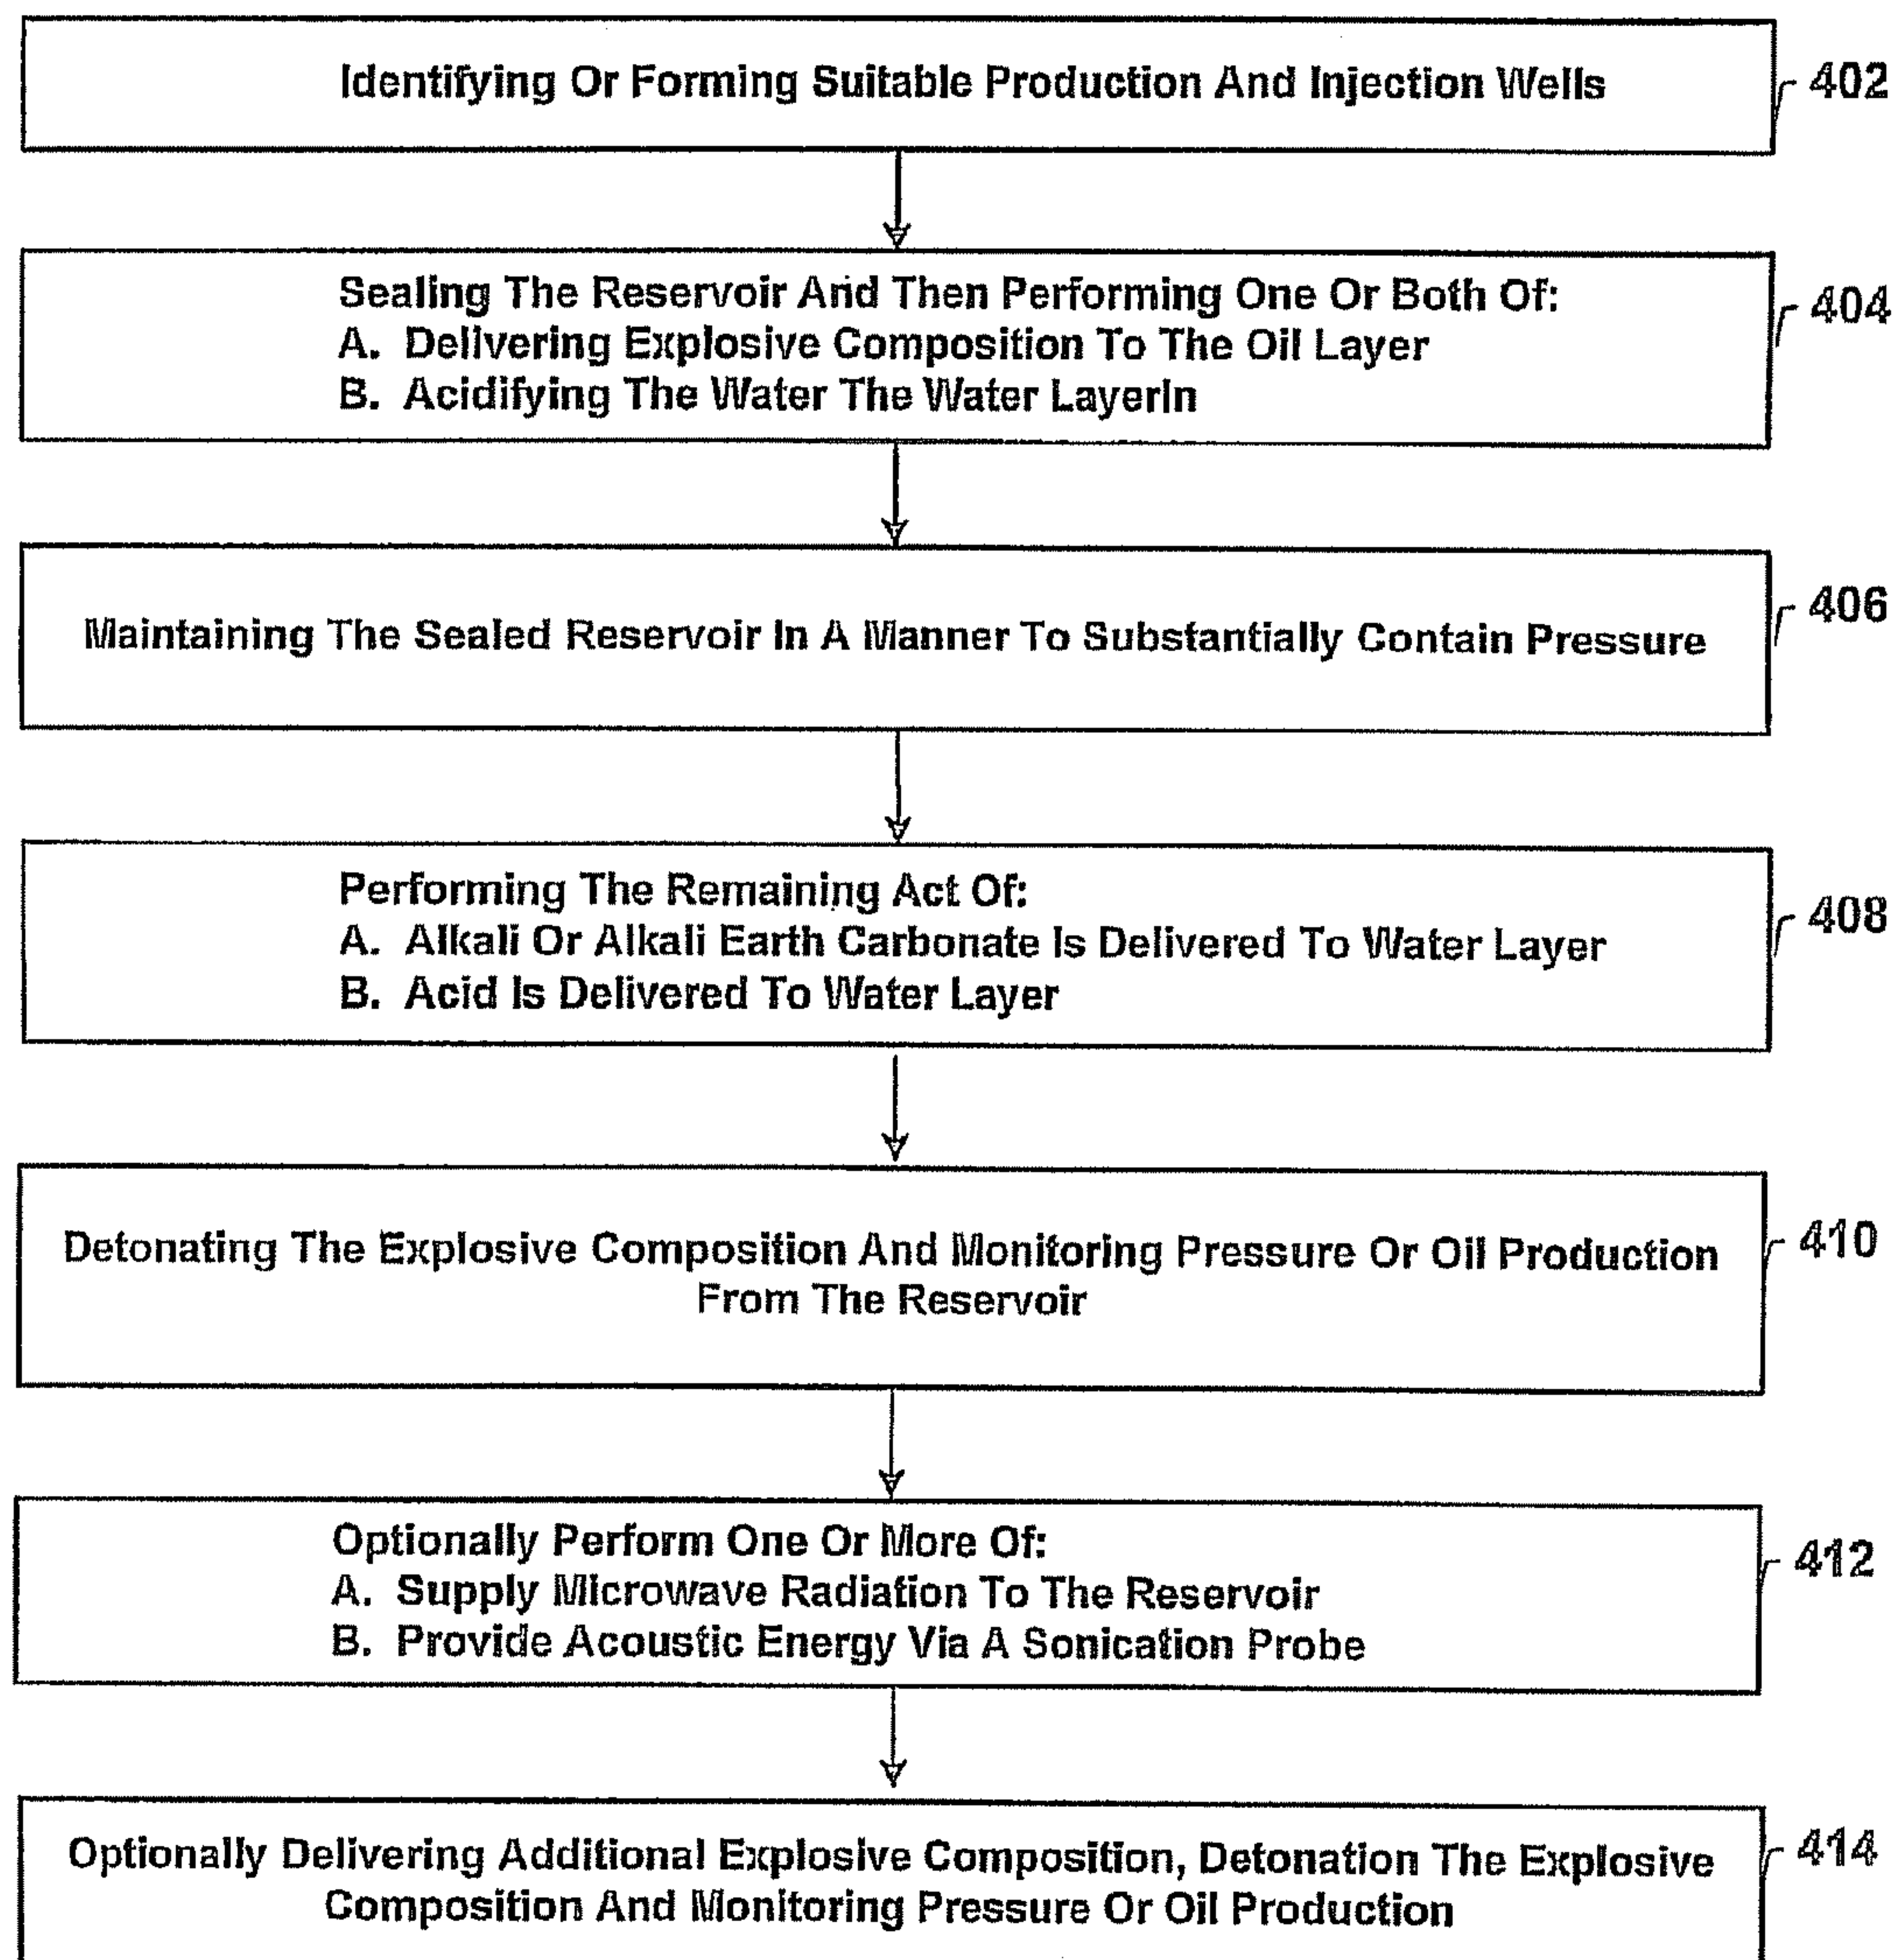 Identifying Or Forming Suitable Production And Injection Wells
402
Sealing The Reservoir And Then Performing One Or Both Of:
A. Delivering Explosive Composition To The Oil Layer
B. Acidifying The Water The Water LayerIn
404
Maintaining The Sealed Reservoir In A Manner To Substantially Contain Pressure
406
Performing The Remaining Act Of:
A. Alkali Or Alkali Earth Carbonate Is Delivered To Water Layer
B. Acid Is Delivered To Water Layer
408
Detonating The Explosive Composition And Monitoring Pressure Or Oil Production
From The Reservoir
410
Optionally Perform One Or More Of:
A. Supply Microwave Radiation To The Reservoir
B. Provide Acoustic Energy Via A Sonication Probe
412
Optionally Delivering Additional Explosive Composition, Detonation The Explosive
Composition And Monitoring Pressure Or Oil Production
414